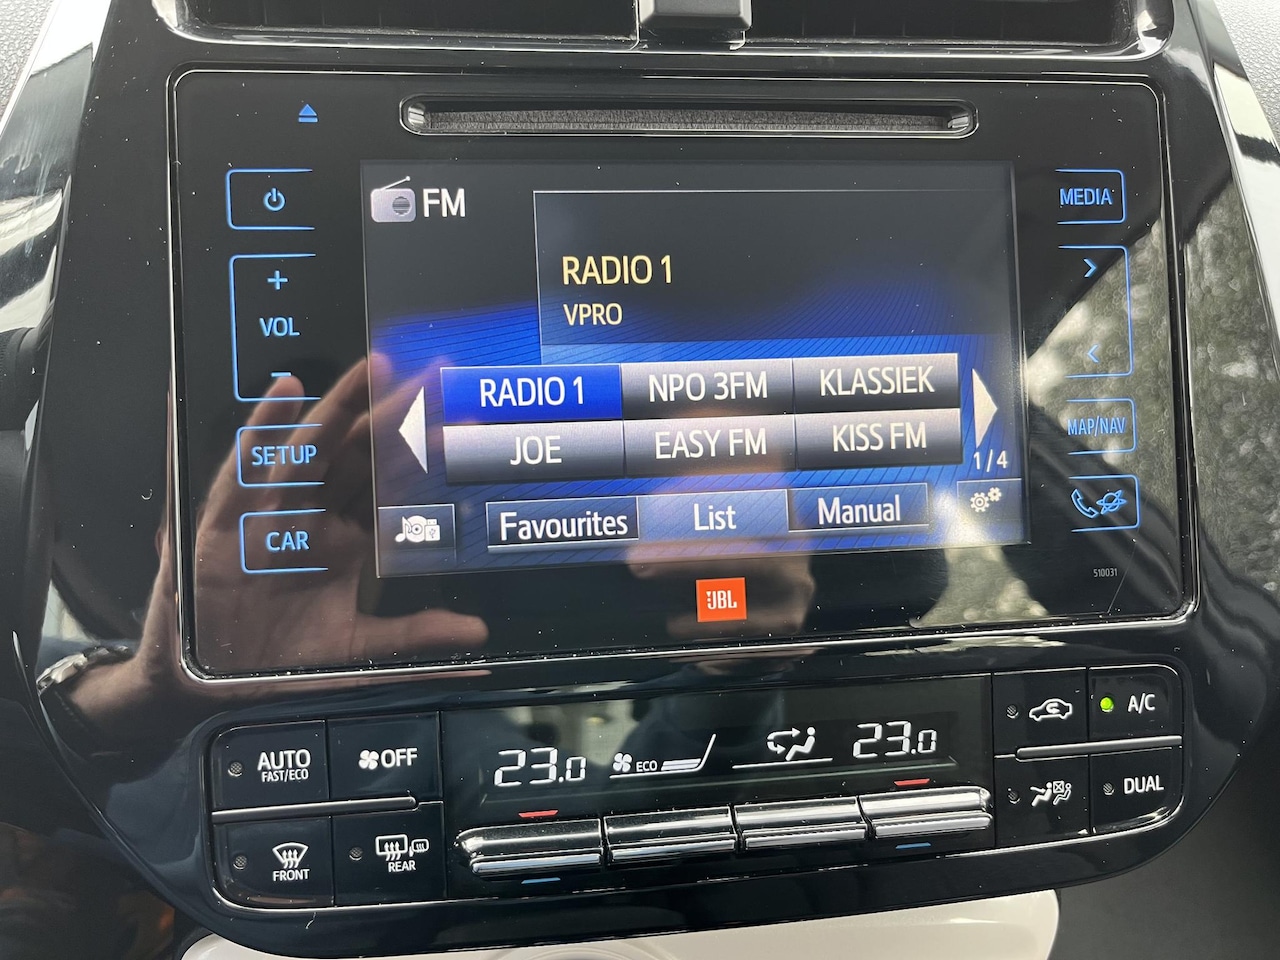 FM
MEDIA
RADIO 1
VPRO
+
VOL
-
RADIO 1 NPO 3FM KLASSIEK
JOE EASY FM KISS FM
1/4
MAP/NAV
SETUP
Favourites List Manual
CAR
510031
JBL
AUTO
FAST/ECO
OFF
23.0
ECO
23.0
A/C
DUAL
FRONT
REAR